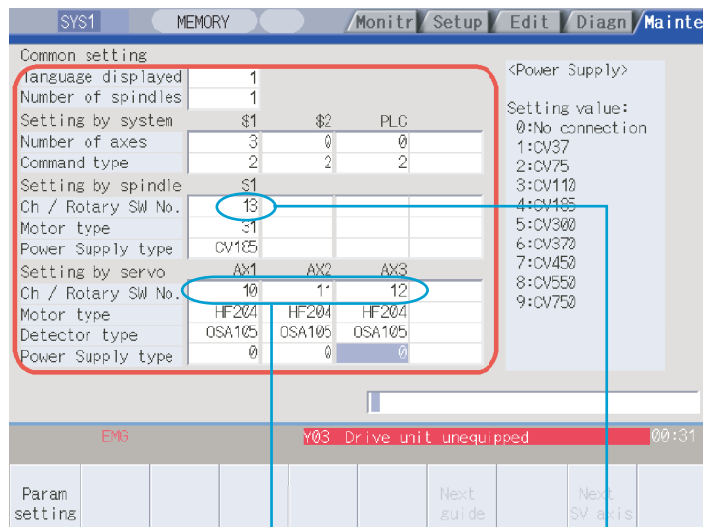 SYS1 MEMORY Monitr Setup Edit Diagn Mainte
Common setting
language displayed 1
Number of spindles 1
Setting by system $1 $2 PLC
Number of axes 3 0 0
Command type 2 2 2
Setting by spindle S1
Ch / Rotary SW No. 13
Motor type 31
Power Supply type CV185
Setting by servo AX1 AX2 AX3
Ch / Rotary SW No. 10 11 12
Motor type HF204 HF204 HF204
Detector type OSA105 OSA105 OSA105
Power Supply type 0 0 0
<Power Supply>
Setting value:
0:No connection
1:CV37
2:CV75
3:CV110
4:CV185
5:CV300
6:CV370
7:CV450
8:CV550
9:CV750
EMG Y03 Drive unit unequipped 00:31
Param setting
Next guide
Next SV axis